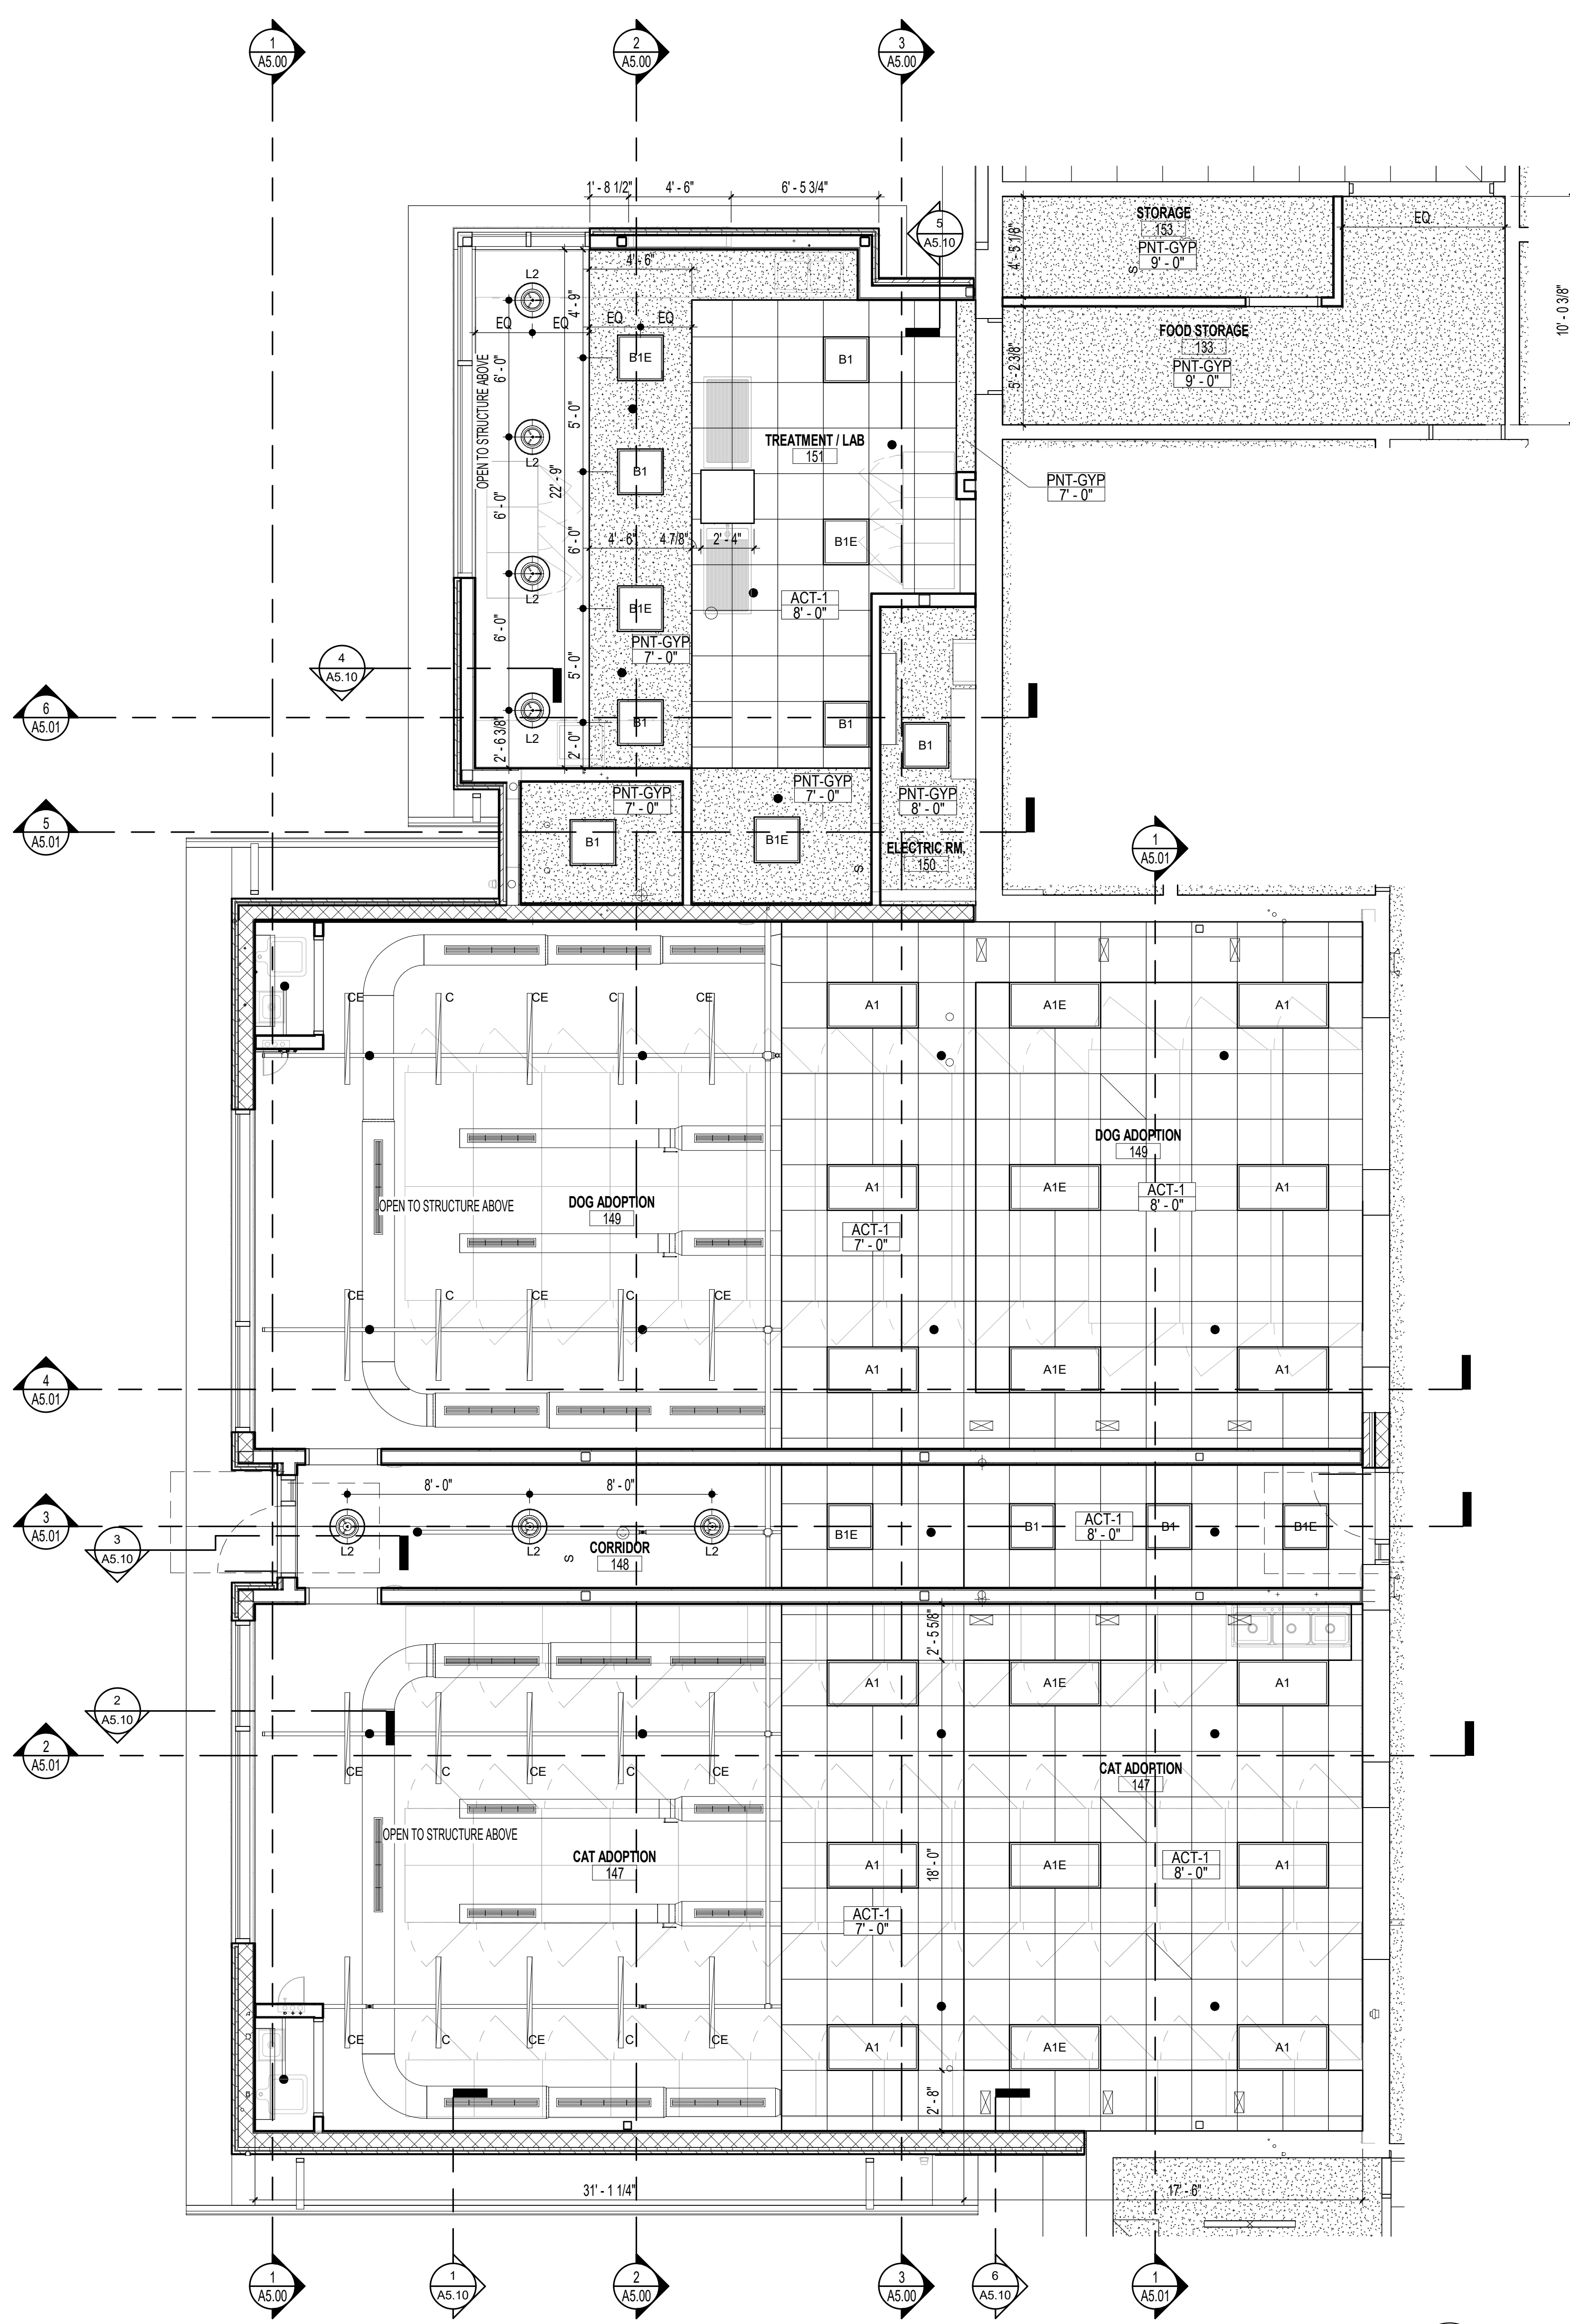 1
A5.00
2
A5.00
3
A5.00
1' - 8 1/2"
4' - 6"
6' - 5 3/4"
5
A5.10
STORAGE
153
PNT-GYP
9' - 0"
S
4' - 5 1/8"
EQ
10' - 0 3/8"
FOOD STORAGE
133
PNT-GYP
9' - 0"
5' - 2 3/8"
4' - 6"
L2
EQ
EQ
4' - 9"
EQ
EQ
B1E
B1
OPEN TO STRUCTURE ABOVE
6' - 0"
5' - 0"
TREATMENT / LAB
151
L2
B1
22' - 9"
PNT-GYP
7' - 0"
6' - 0"
6' - 0"
4' - 6"
4 7/8"
2' - 4"
B1E
L2
B1E
ACT-1
8' - 0"
6' - 0"
PNT-GYP
7' - 0"
5' - 0"
4
A5.10
6
A5.01
L2
B1
B1
B1
2' - 6 3/8"
2' - 0"
PNT-GYP
7' - 0"
PNT-GYP
7' - 0"
PNT-GYP
8' - 0"
5
A5.01
B1
B1E
S
ELECTRIC RM.
150
1
A5.01
CE
C
CE
C
CE
A1
A1E
A1
DOG ADOPTION
149
A1
A1E
A1
ACT-1
8' - 0"
OPEN TO STRUCTURE ABOVE
DOG ADOPTION
149
ACT-1
7' - 0"
CE
C
CE
C
CE
A1
A1E
A1
4
A5.01
8' - 0"
8' - 0"
3
A5.01
3
A5.10
L2
L2
L2
S
CORRIDOR
148
B1E
B1
ACT-1
8' - 0"
B1
B1E
2' - 5 5/8"
A1
A1E
A1
2
A5.10
2
A5.01
CE
C
CE
C
CE
CAT ADOPTION
147
OPEN TO STRUCTURE ABOVE
CAT ADOPTION
147
A1
18' - 0"
A1E
ACT-1
8' - 0"
A1
ACT-1
7' - 0"
CE
C
CE
C
CE
A1
A1E
A1
2' - 8"
31' - 1 1/4"
17' - 6"
1
A5.00
1
A5.10
2
A5.00
3
A5.00
6
A5.10
1
A5.01